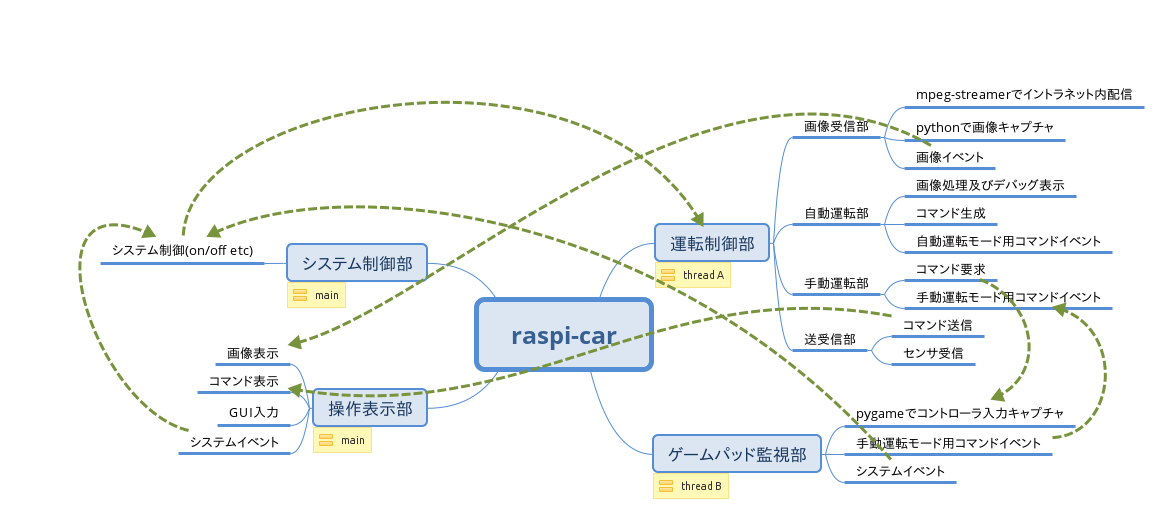 raspi-car
運転制御部
thread A
画像受信部
mpeg-streamerでイントラネット内配信
pythonで画像キャプチャ
画像イベント
自動運転部
画像処理及びデバッグ表示
コマンド生成
自動運転モード用コマンドイベント
手動運転部
コマンド要求
手動運転モード用コマンドイベント
送受信部
コマンド送信
センサ受信
ゲームパッド監視部
thread B
pygameでコントローラ入力キャプチャ
手動運転モード用コマンドイベント
システムイベント
システム制御部
main
システム制御(on/off etc)
操作表示部
main
画像表示
コマンド表示
GUI入力
システムイベント